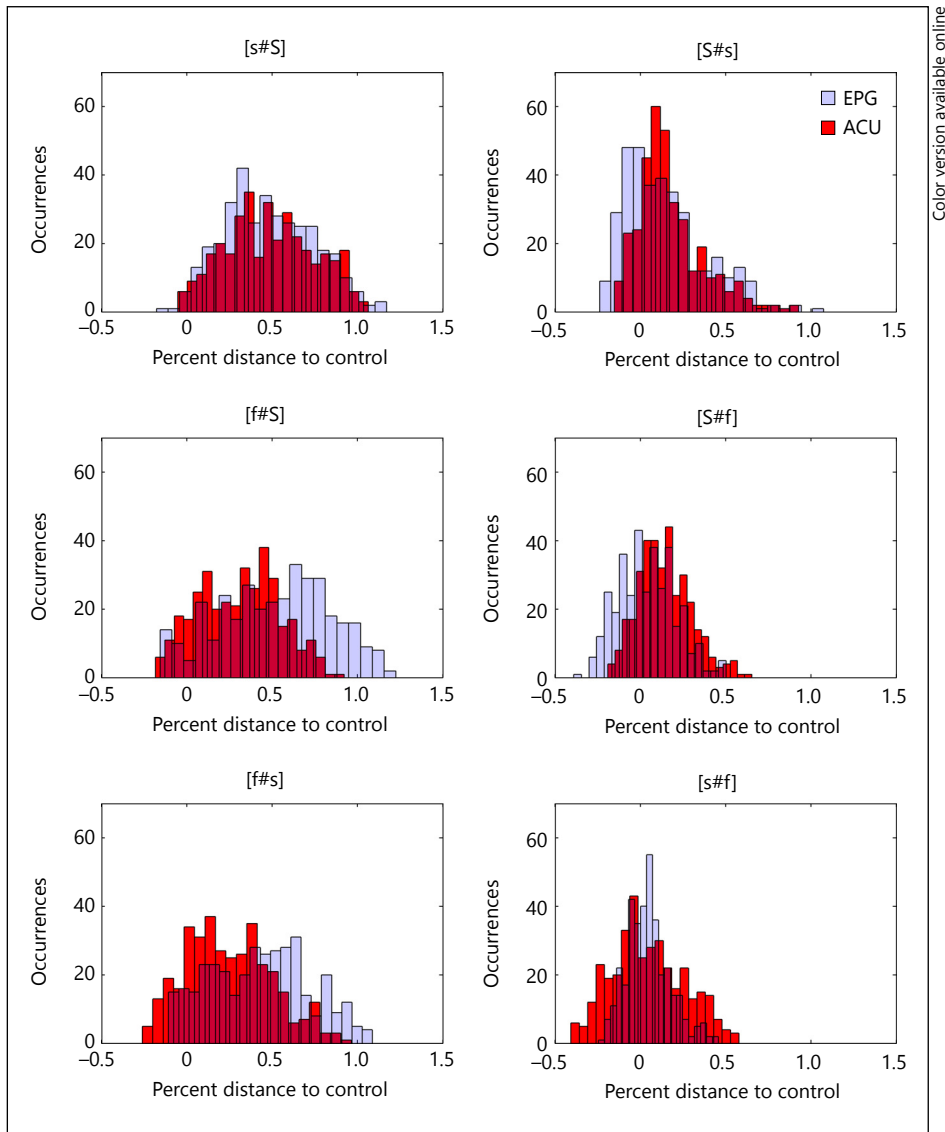 Color version available online
[s#S]
60
40
20
0
Occurrences
–0.5 0 0.5 1.0 1.5
Percent distance to control
[S#s]
EPG
ACU
60
40
20
0
Occurrences
–0.5 0 0.5 1.0 1.5
Percent distance to control
[f#S]
60
40
20
0
Occurrences
–0.5 0 0.5 1.0 1.5
Percent distance to control
[S#f]
60
40
20
0
Occurrences
–0.5 0 0.5 1.0 1.5
Percent distance to control
[f#s]
60
40
20
0
Occurrences
–0.5 0 0.5 1.0 1.5
Percent distance to control
[s#f]
60
40
20
0
Occurrences
–0.5 0 0.5 1.0 1.5
Percent distance to control